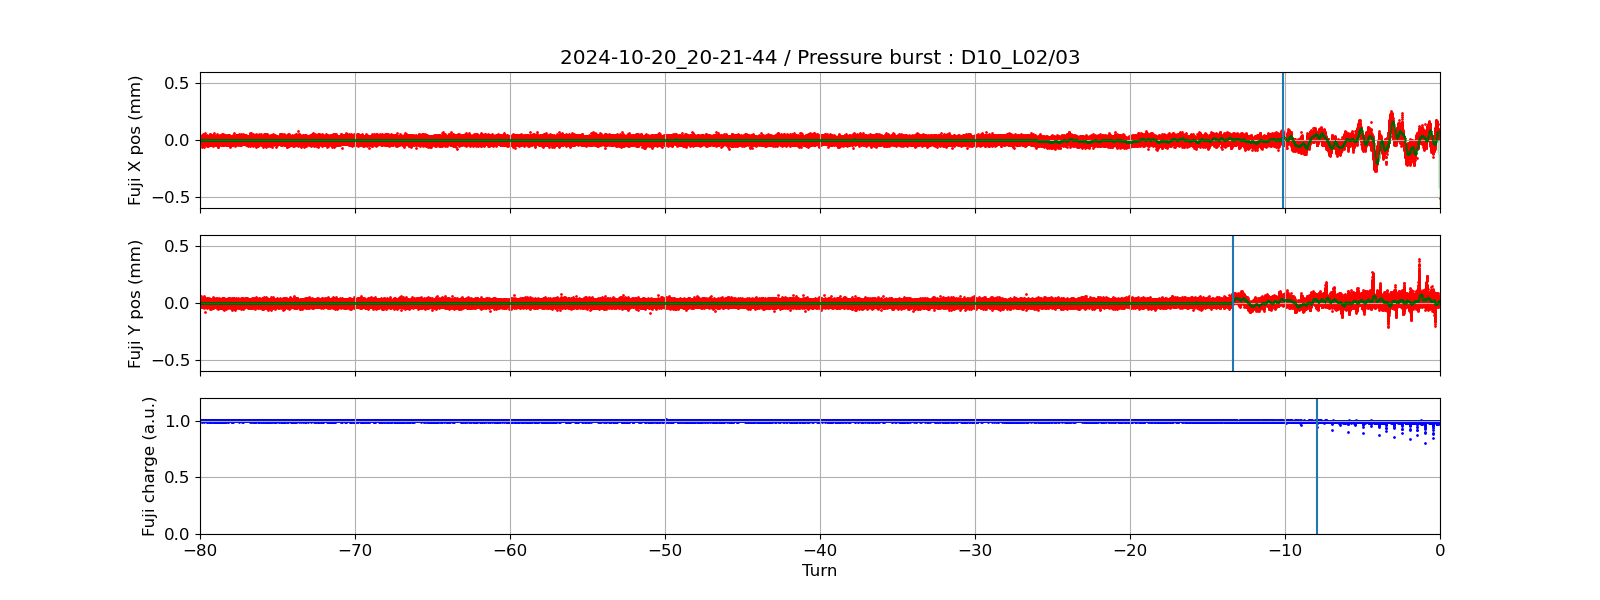 2024-10-20_20-21-44 / Pressure burst : D10_L02/03
Fuji X pos (mm)
0.5
0.0
−0.5
Fuji Y pos (mm)
0.5
0.0
−0.5
Fuji charge (a.u.)
1.0
0.5
0.0
−80 −70 −60 −50 −40 −30 −20 −10 0
Turn